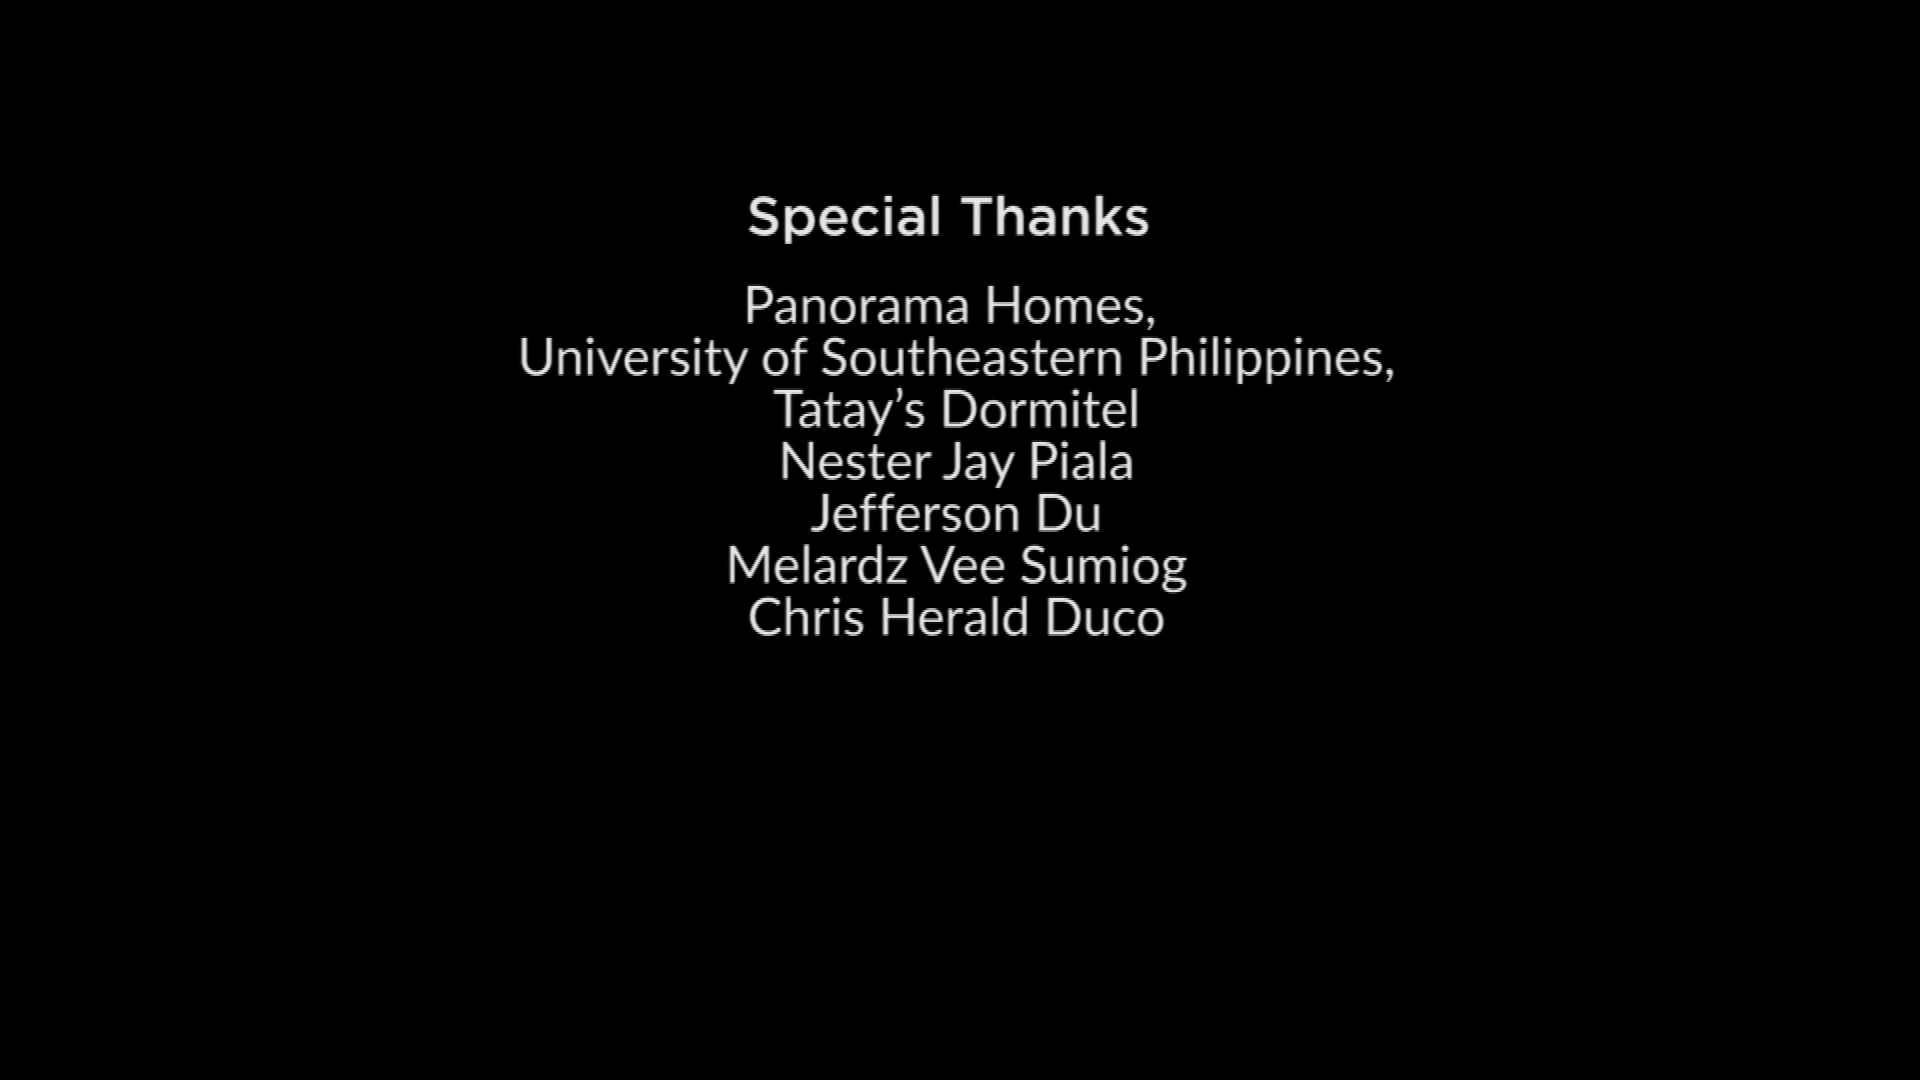 Special Thanks
Panorama Homes,
University of Southeastern Philippines,
Tatay’s Dormitel
Nester Jay Piala
Jefferson Du
Melardz Vee Sumiog
Chris Herald Duco